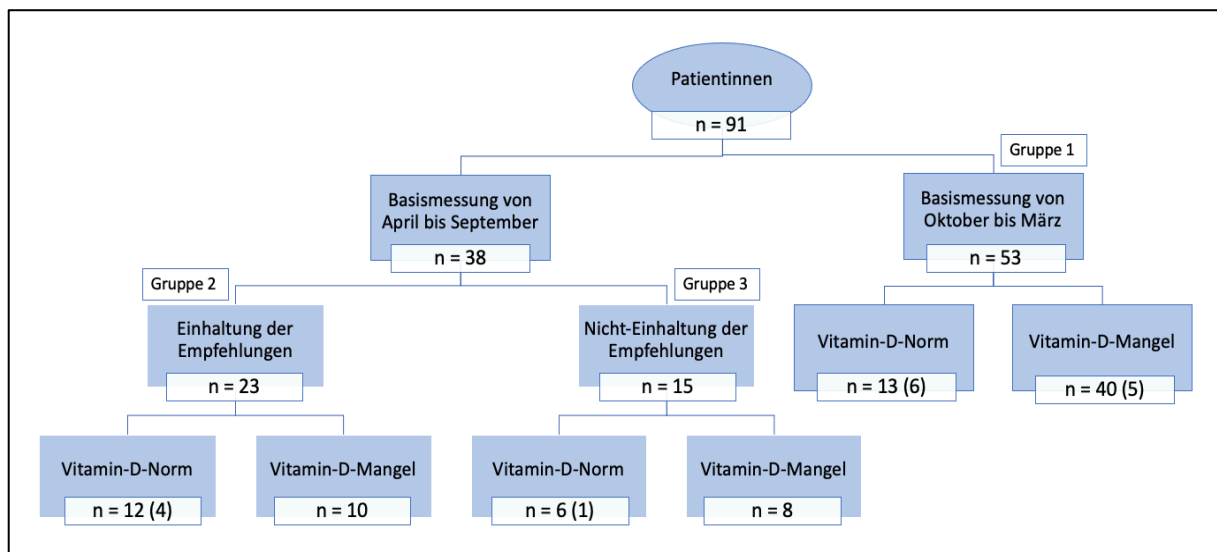 Patientinnen
n = 91
Gruppe 1
Basismessung von
April bis September
n = 38
Basismessung von
Oktober bis März
n = 53
Gruppe 2
Gruppe 3
Einhaltung der
Empfehlungen
n = 23
Nicht-Einhaltung der
Empfehlungen
n = 15
Vitamin-D-Norm
n = 13 (6)
Vitamin-D-Mangel
n = 40 (5)
Vitamin-D-Norm
n = 12 (4)
Vitamin-D-Mangel
n = 10
Vitamin-D-Norm
n = 6 (1)
Vitamin-D-Mangel
n = 8